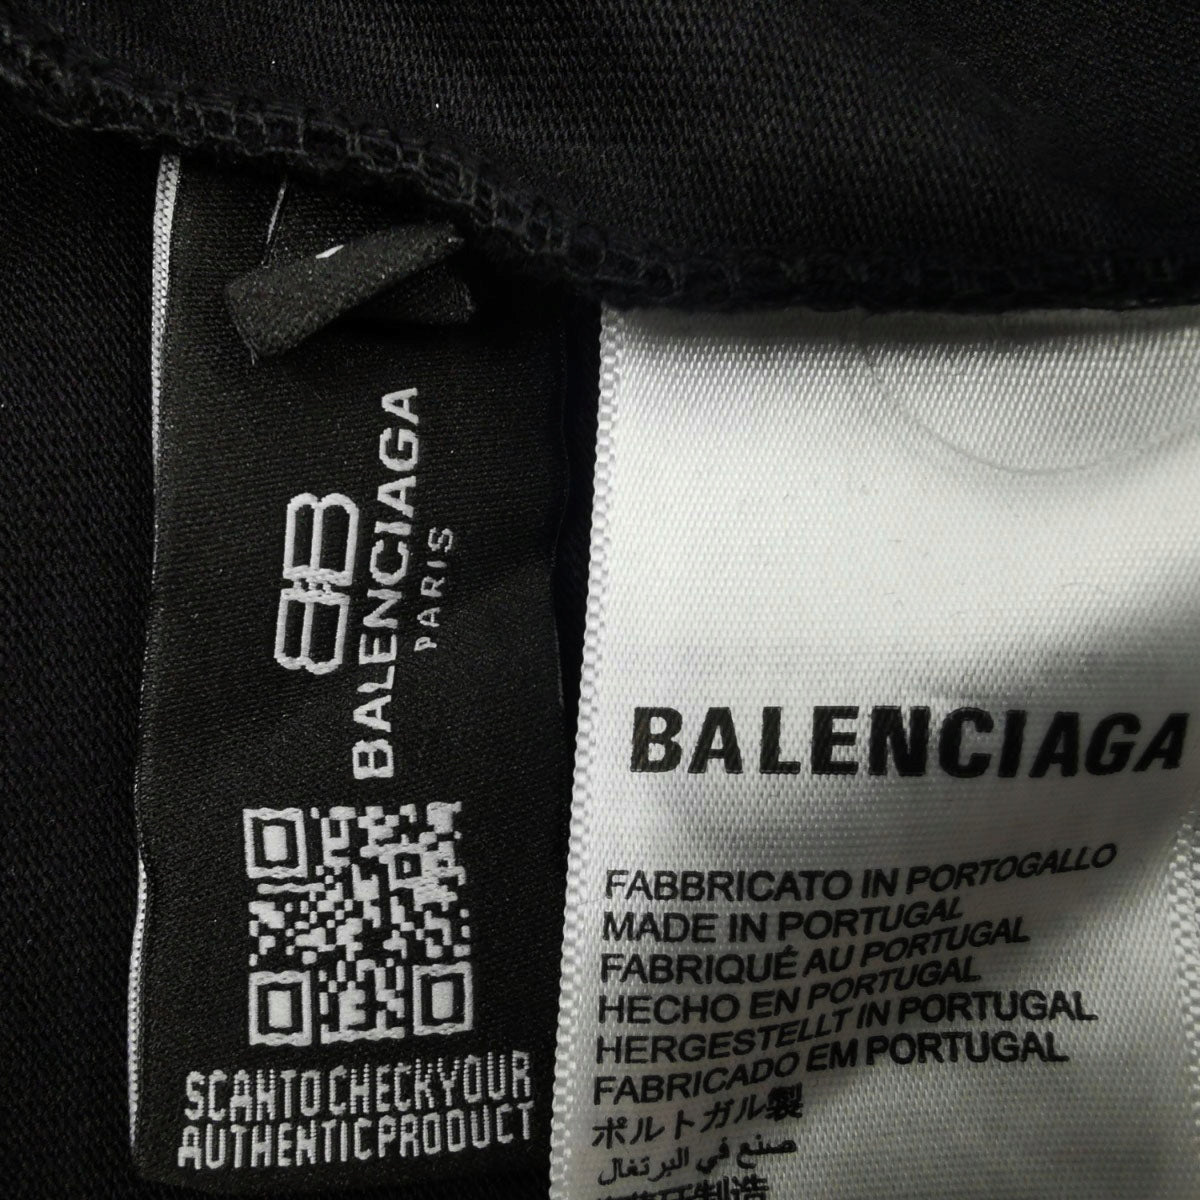 BALENCIAGA
PARIS
SCANTOCHECKYOUR
AUTHENTICPRODUCT
BALENCIAGA
FABBRICATO IN PORTOGALLO
MADE IN PORTUGAL
FABRIQUÉ AU PORTUGAL
HECHO EN PORTUGAL
HERGESTELLT IN PORTUGAL
FABRICADO EM PORTUGAL
ポルトガル製
صنع في البرتغال